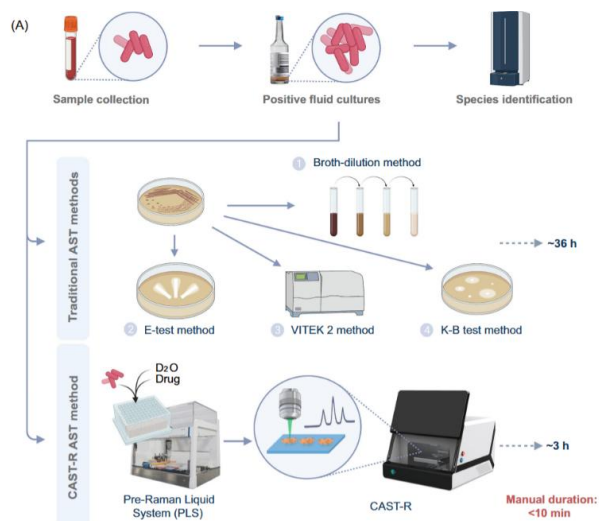 (A)
Sample collection
Positive fluid cultures
Species identification
Traditional AST methods
1 Broth-dilution method
~36 h
2 E-test method
3 VITEK 2 method
4 K-B test method
CAST-R AST method
D2O
Drug
~3 h
Pre-Raman Liquid
System (PLS)
CAST-R
Manual duration:
<10 min